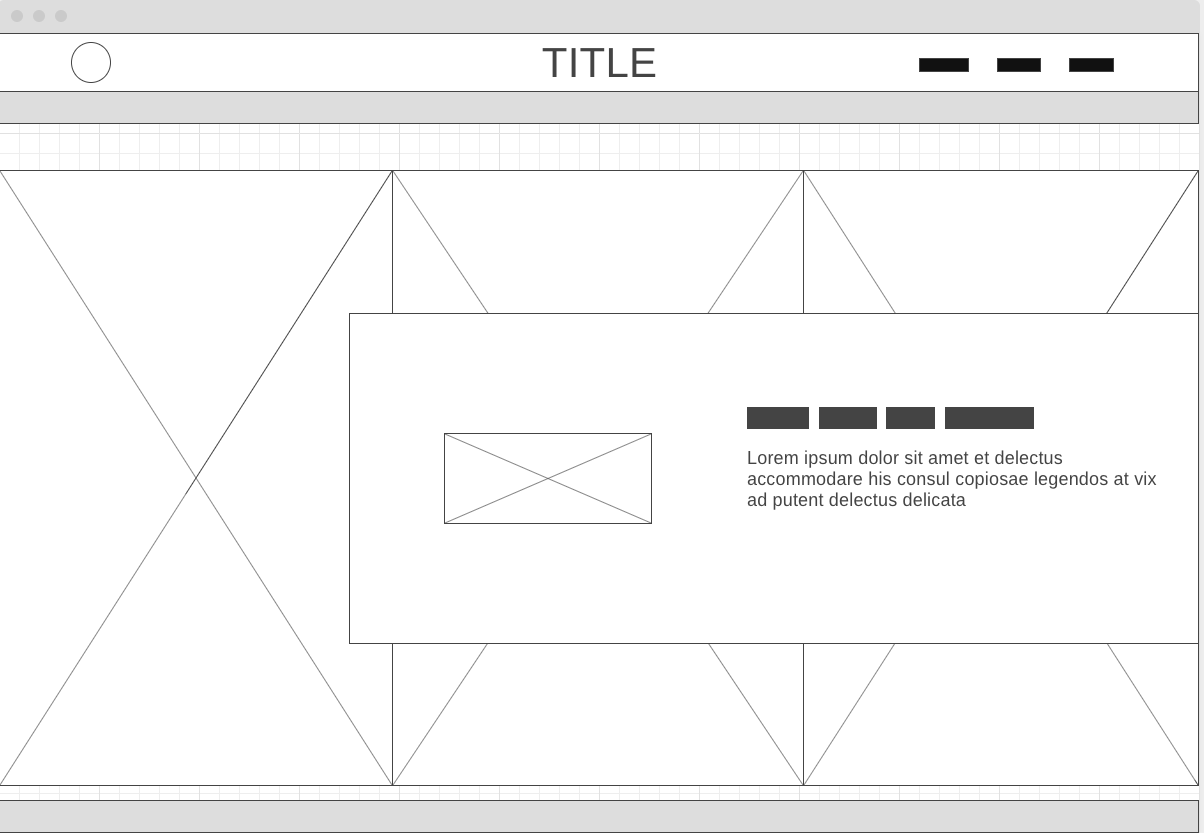 TITLE
Lorem ipsum dolor sit amet et delectus
accommodare his consul copiosae legendos at vix
ad putent delectus delicata